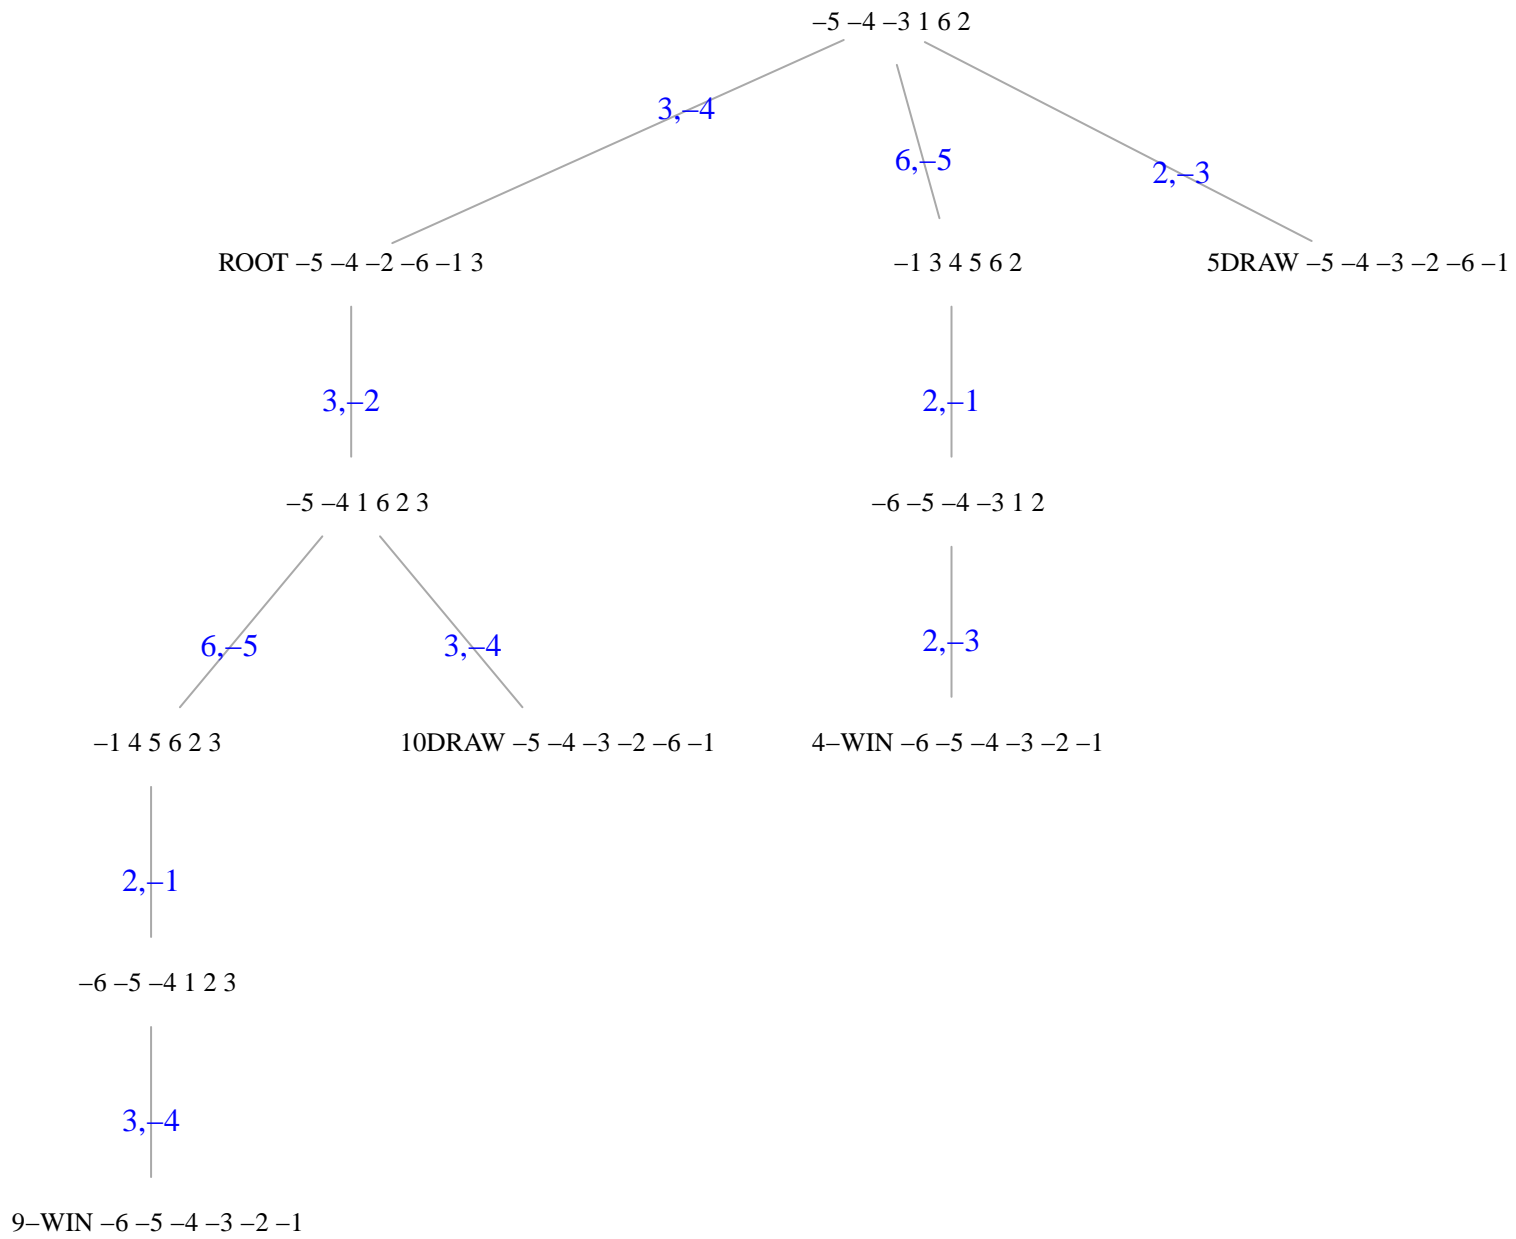 –5 –4 –3 1 6 2
3,–4
6,–5
2,–3
ROOT –5 –4 –2 –6 –1 3
–1 3 4 5 6 2
5DRAW –5 –4 –3 –2 –6 –1
3,–2
2,–1
–5 –4 1 6 2 3
–6 –5 –4 –3 1 2
6,–5
3,–4
2,–3
–1 4 5 6 2 3
10DRAW –5 –4 –3 –2 –6 –1
4–WIN –6 –5 –4 –3 –2 –1
2,–1
–6 –5 –4 1 2 3
3,–4
9–WIN –6 –5 –4 –3 –2 –1